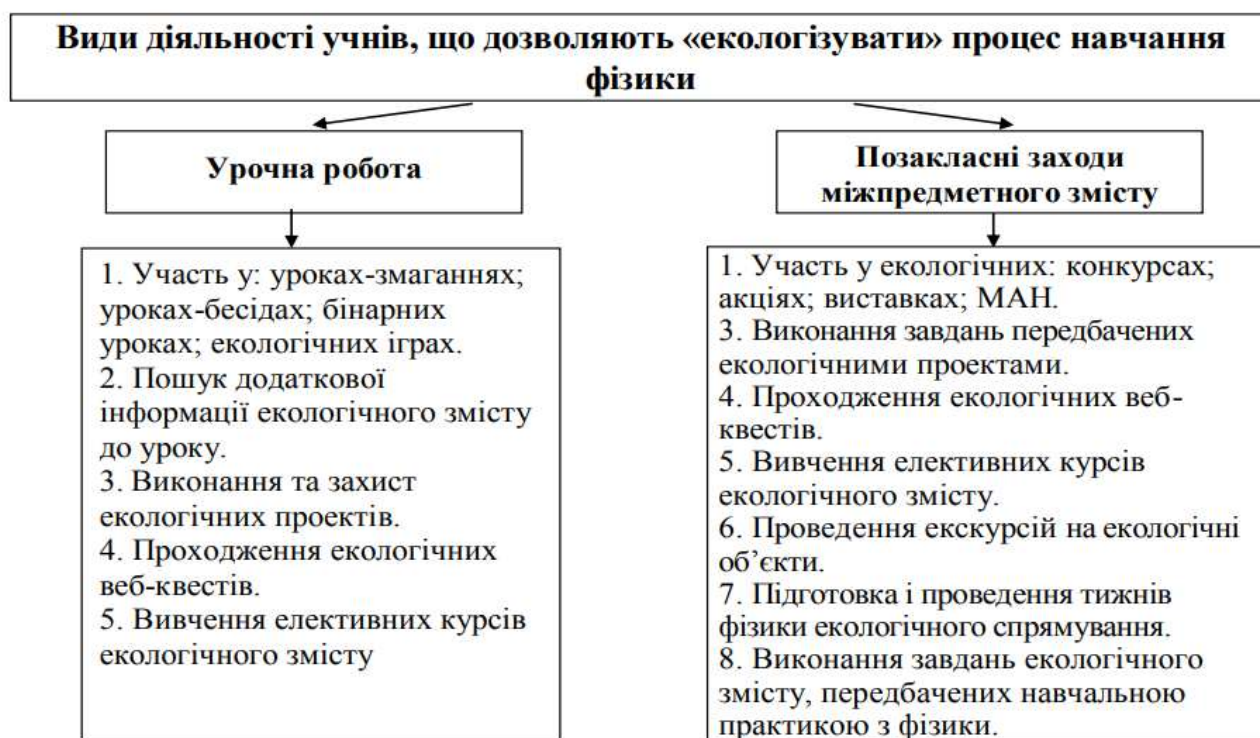 Види діяльності учнів, що дозволяють «екологізувати» процес навчання
фізики
Урочна робота
Позакласні заходи
міжпредметного змісту
1. Участь у: уроках-змаганнях;
уроках-бесідах; бінарних
уроках; екологічних іграх.
2. Пошук додаткової
інформації екологічного змісту
до уроку.
3. Виконання та захист
екологічних проектів.
4. Проходження екологічних
веб-квестів.
5. Вивчення елективних курсів
екологічного змісту
1. Участь у екологічних: конкурсах;
акціях; виставках; МАН.
3. Виконання завдань передбачених
екологічними проектами.
4. Проходження екологічних веб-
квестів.
5. Вивчення елективних курсів
екологічного змісту.
6. Проведення екскурсій на екологічні
об’єкти.
7. Підготовка і проведення тижнів
фізики екологічного спрямування.
8. Виконання завдань екологічного
змісту, передбачених навчальною
практикою з фізики.